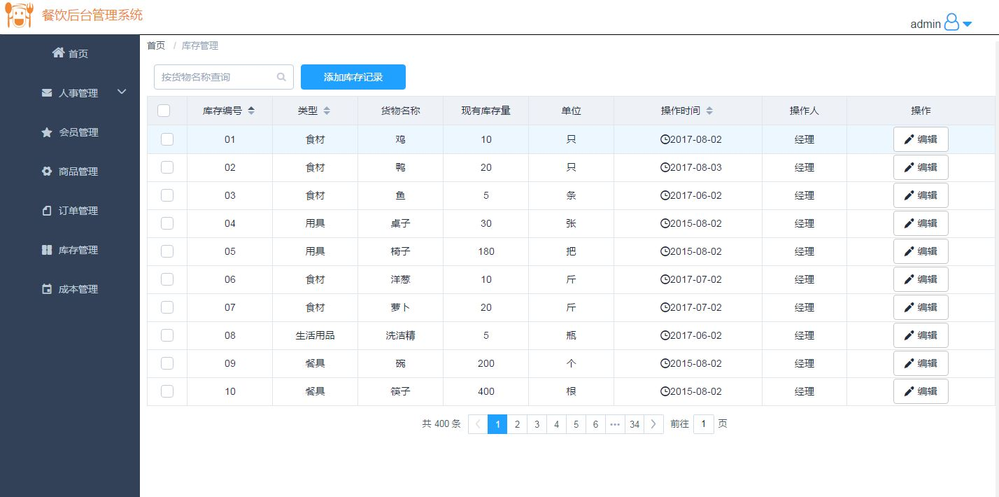 餐饮后台管理系统
admin
首页
人事管理
会员管理
商品管理
订单管理
库存管理
成本管理
首页 / 库存管理
按货物名称查询 添加库存记录
库存编号 类型 货物名称 现有库存量 单位 操作时间 操作人 操作
01 食材 鸡 10 只 2017-08-02 经理 编辑
02 食材 鸭 20 只 2017-08-03 经理 编辑
03 食材 鱼 5 条 2017-06-02 经理 编辑
04 用具 桌子 30 张 2015-08-02 经理 编辑
05 用具 椅子 180 把 2015-08-02 经理 编辑
06 食材 洋葱 10 斤 2017-07-02 经理 编辑
07 食材 萝卜 20 斤 2017-07-02 经理 编辑
08 生活用品 洗洁精 5 瓶 2017-06-02 经理 编辑
09 餐具 碗 200 个 2015-08-02 经理 编辑
10 餐具 筷子 400 根 2015-08-02 经理 编辑
共 400 条 1 2 3 4 5 6 ••• 34 前往 1 页